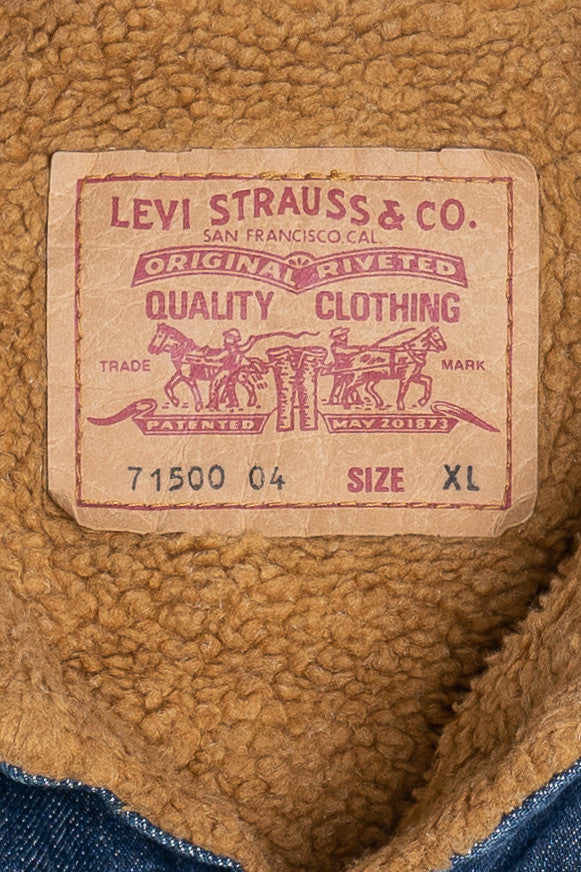 LEVI STRAUSS & CO.
SAN FRANCISCO, CAL
ORIGINAL RIVETED
QUALITY CLOTHING
TRADE MARK
PATENTED MAY 20 1873
71500 04 SIZE XL